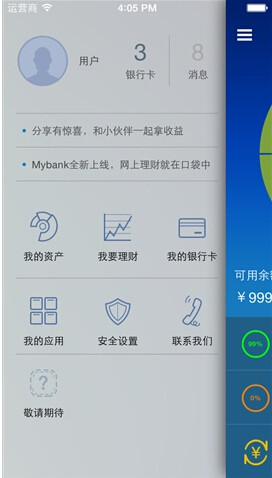 运营商
4:05 PM
用户
3
银行卡
8
消息
• 分享有惊喜，和小伙伴一起拿收益
• Mybank全新上线，网上理财就在口袋中
我的资产
我要理财
我的银行卡
我的应用
安全设置
联系我们
?
敬请期待
可用余
￥999
99%
0%
¥